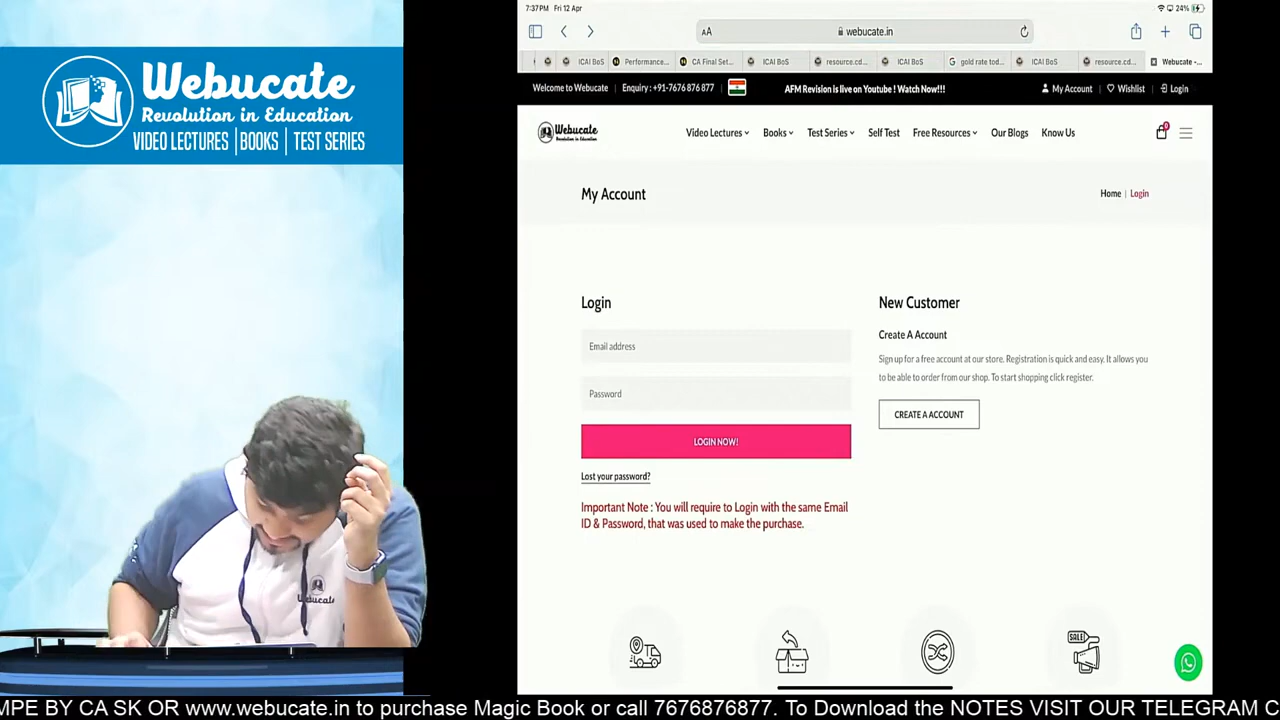 Webucate
Revolution in Education
VIDEO LECTURES | BOOKS | TEST SERIES
Webucate
7:37PM Fri 12 Apr
24%
AA
webucate.in
ICAI BoS
Performance...
CA Final Set...
ICAI BoS
resource.cd...
ICAI BoS
gold rate tod...
ICAI BoS
resource.cd...
Webucate -...
Welcome to Webucate | Enquiry : +91-7676 876 877 |
AFM Revision is live on Youtube ! Watch Now!!!
My Account Wishlist Login
Webucate
Revolution in Education
Video Lectures Books Test Series Self Test Free Resources Our Blogs Know Us
0
My Account
Home | Login
Login
Email address
Password
LOGIN NOW!
Lost your password?
Important Note : You will require to Login with the same Email
ID & Password, that was used to make the purchase.
New Customer
Create A Account
Sign up for a free account at our store. Registration is quick and easy. It allows you
to be able to order from our shop. To start shopping click register.
CREATE A ACCOUNT
SALE
MPE BY CA SK OR www.webucate.in to purchase Magic Book or call 7676876877. To Download the NOTES VISIT OUR TELEGRAM C